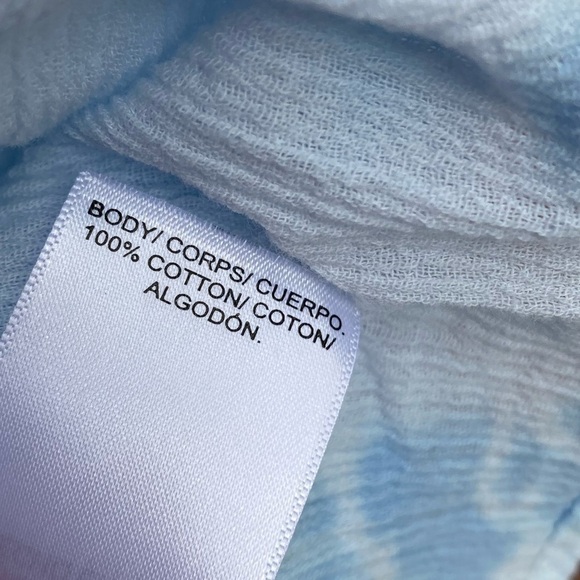 BODY/ CORPS/ CUERPO.
100% COTTON/ COTON/
ALGODÓN.